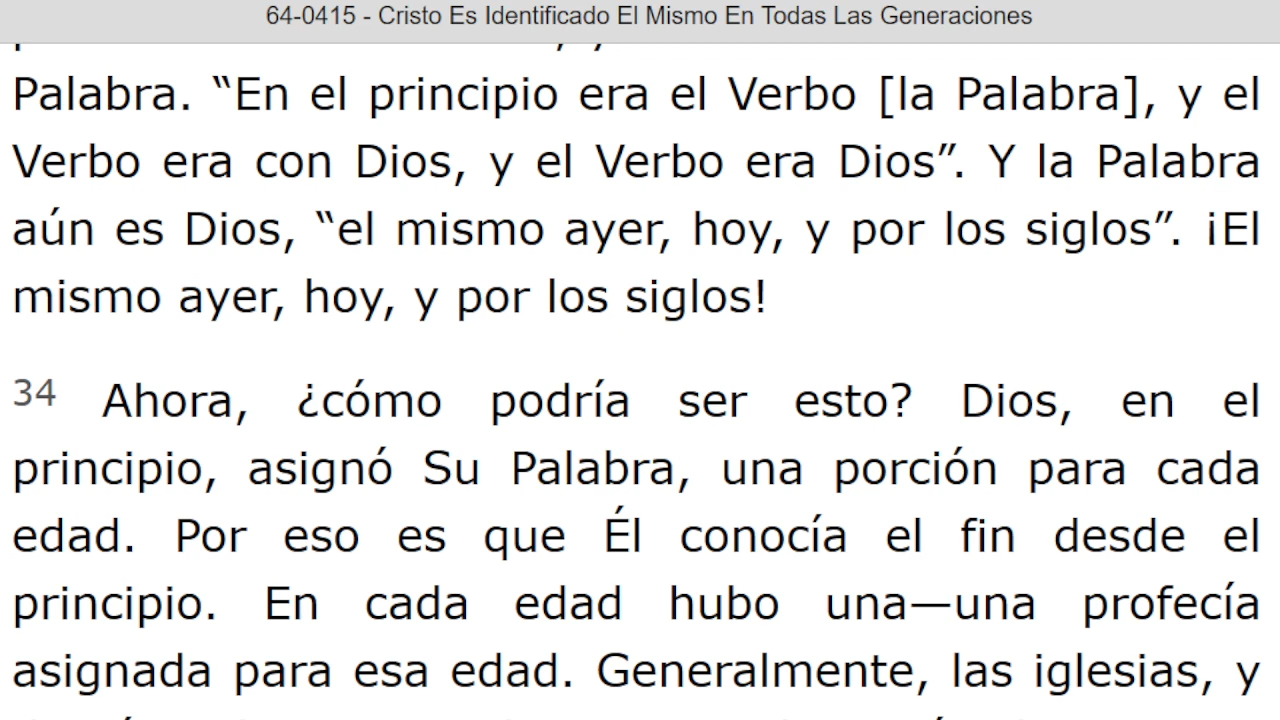 64-0415 - Cristo Es Identificado El Mismo En Todas Las Generaciones
Palabra. “En el principio era el Verbo [la Palabra], y el
Verbo era con Dios, y el Verbo era Dios”. Y la Palabra
aún es Dios, “el mismo ayer, hoy, y por los siglos”. ¡El
mismo ayer, hoy, y por los siglos!
34 Ahora, ¿cómo podría ser esto? Dios, en el
principio, asignó Su Palabra, una porción para cada
edad. Por eso es que Él conocía el fin desde el
principio. En cada edad hubo una—una profecía
asignada para esa edad. Generalmente, las iglesias, y